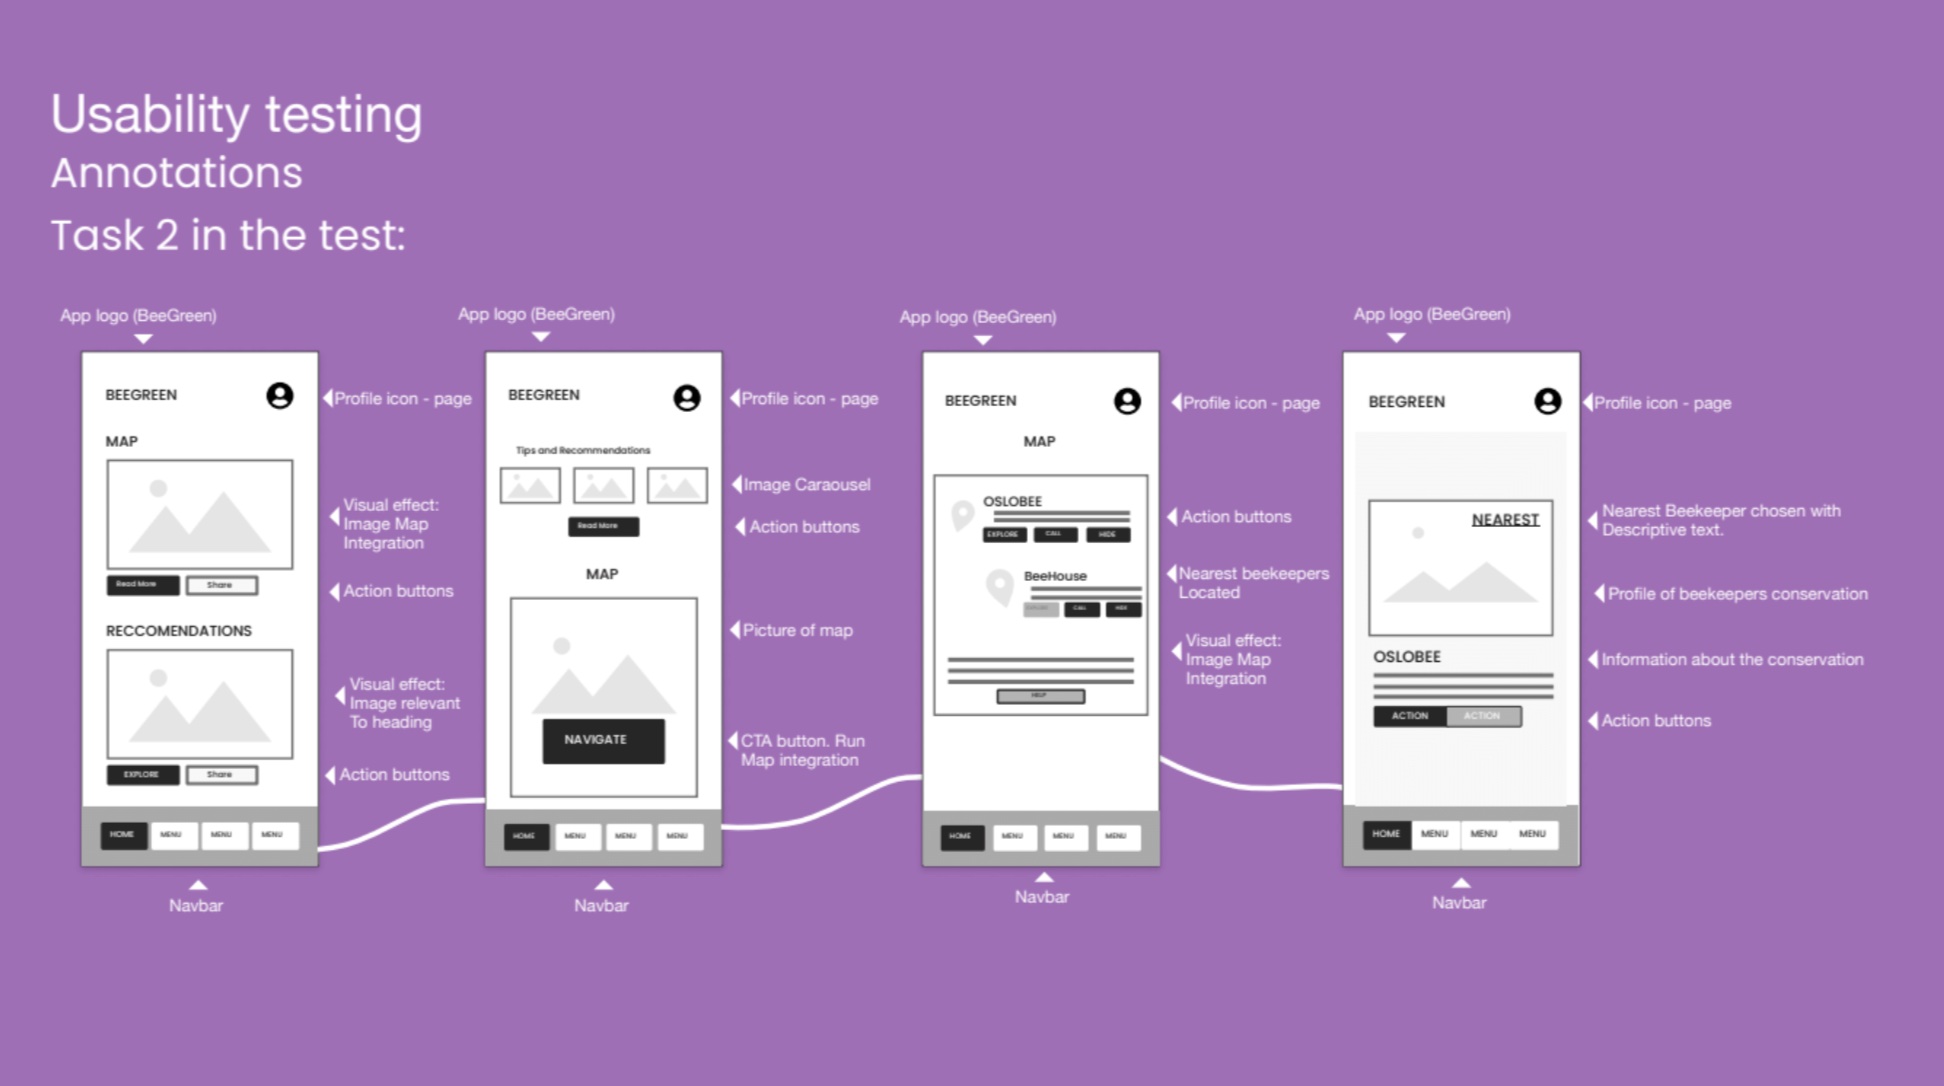 Usability testing
Annotations
Task 2 in the test:
App logo (BeeGreen)
BEEGREEN
Profile icon - page
MAP
Visual effect:
Image Map
Integration
Read More
Share
Action buttons
RECCOMENDATIONS
Visual effect:
Image relevant
To heading
EXPLORE
Share
Action buttons
HOME
MENU
MENU
MENU
Navbar
App logo (BeeGreen)
BEEGREEN
Profile icon - page
Tips and Recommendations
Image Caraousel
Read More
Action buttons
MAP
Picture of map
NAVIGATE
CTA button. Run
Map integration
HOME
MENU
MENU
MENU
Navbar
App logo (BeeGreen)
BEEGREEN
Profile icon - page
MAP
OSLOBEE
EXPLORE
CALL
HIDE
Action buttons
BeeHouse
EXPLORE
CALL
HIDE
Nearest beekeepers
Located
Visual effect:
Image Map
Integration
HELP
HOME
MENU
MENU
MENU
Navbar
App logo (BeeGreen)
BEEGREEN
Profile icon - page
NEAREST
Nearest Beekeeper chosen with
Descriptive text.
Profile of beekeepers conservation
OSLOBEE
Information about the conservation
ACTION
ACTION
Action buttons
HOME
MENU
MENU
MENU
Navbar